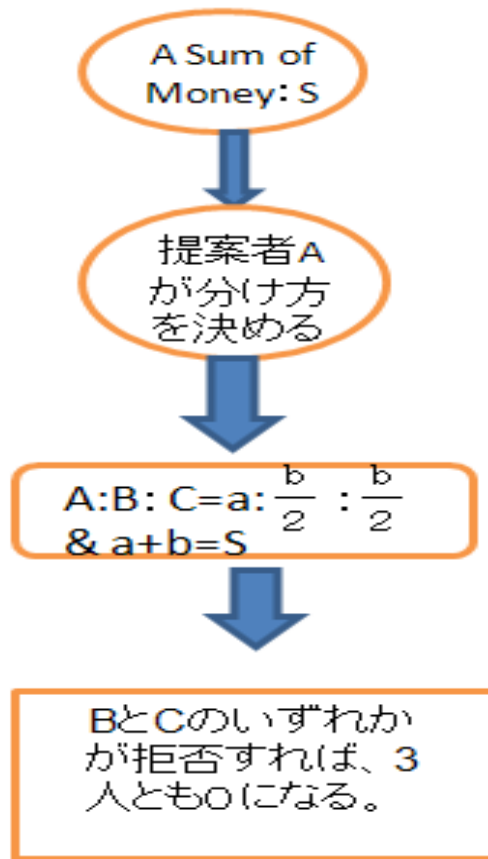 A Sum of
Money：S
提案者A
が分け方
を決める
A:B：C=a: b/2 : b/2
& a+b=S
BとCのいずれか
が拒否すれば、3
人とも0になる。